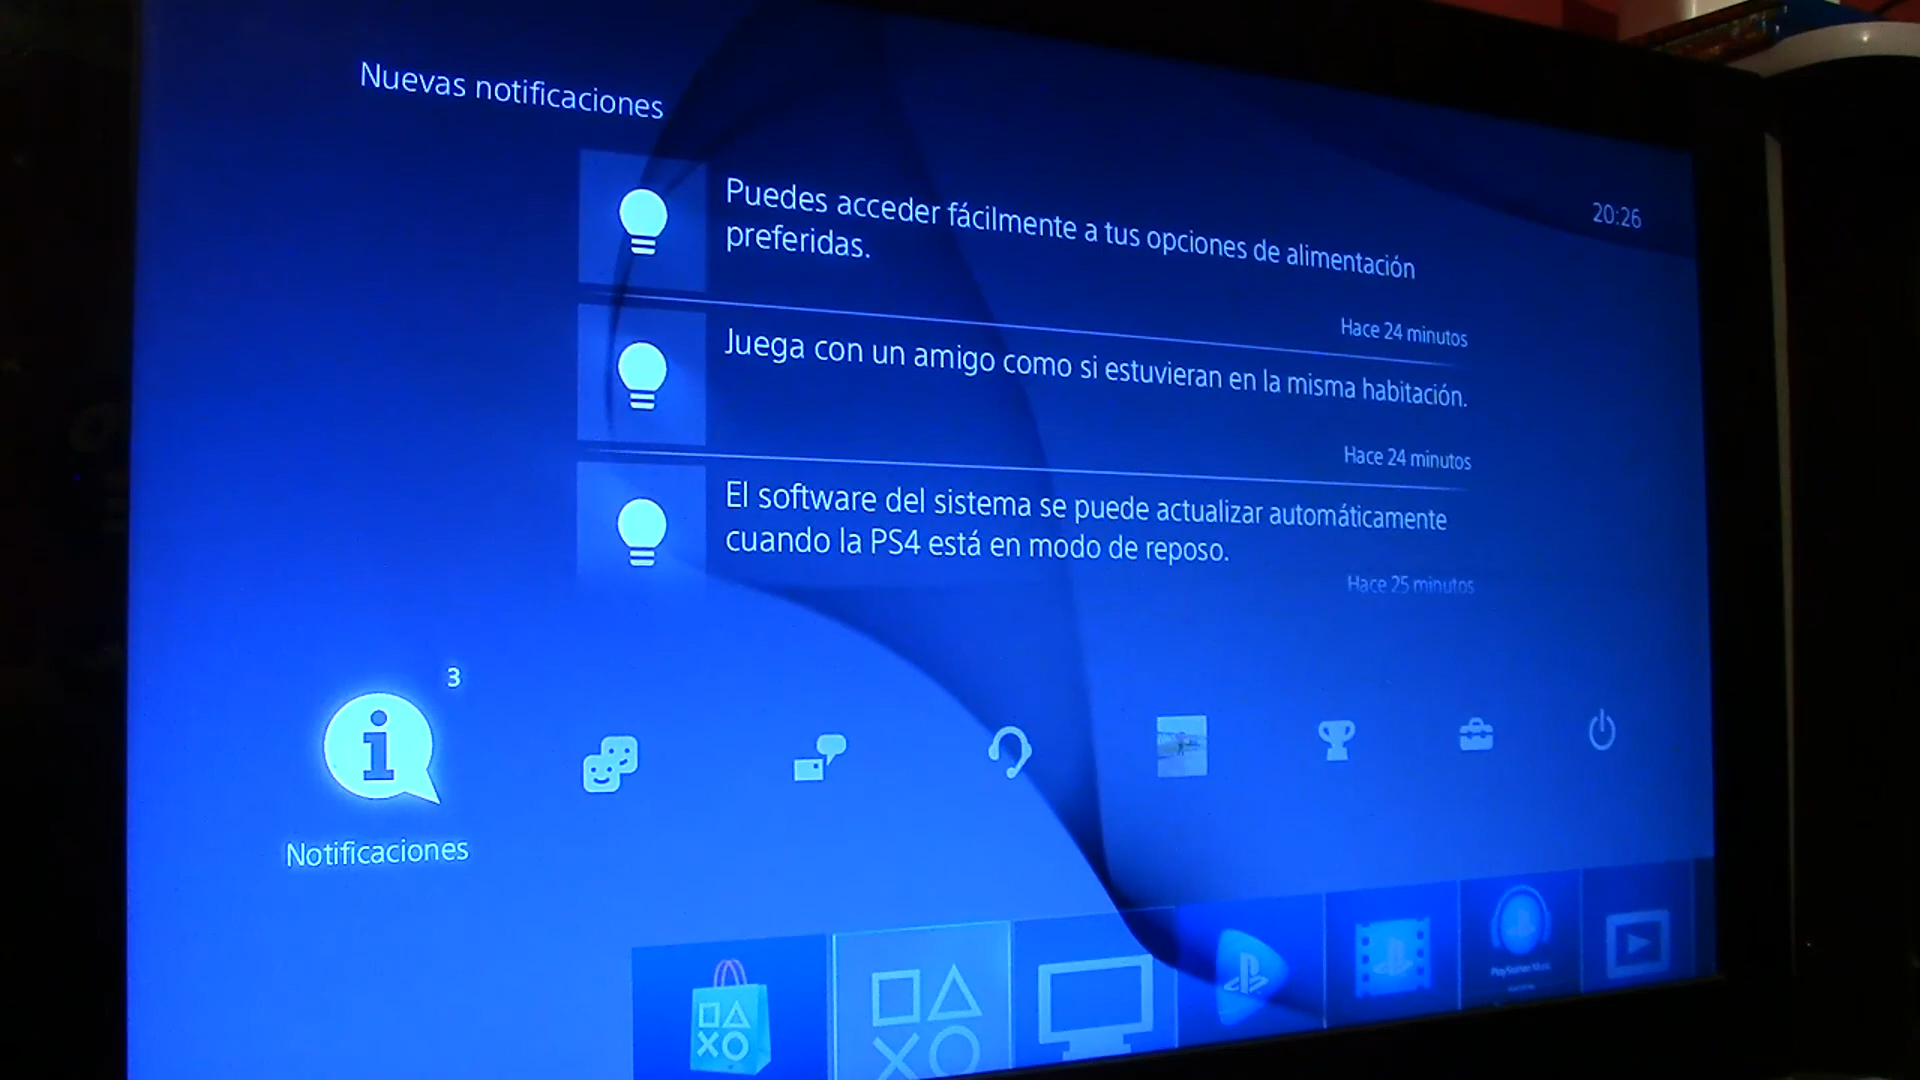 Nuevas notificaciones
20:26
Puedes acceder fácilmente a tus opciones de alimentación
preferidas.
Hace 24 minutos
Juega con un amigo como si estuvieran en la misma habitación.
Hace 24 minutos
El software del sistema se puede actualizar automáticamente
cuando la PS4 está en modo de reposo.
Hace 25 minutos
3
Notificaciones
PlayStation Music